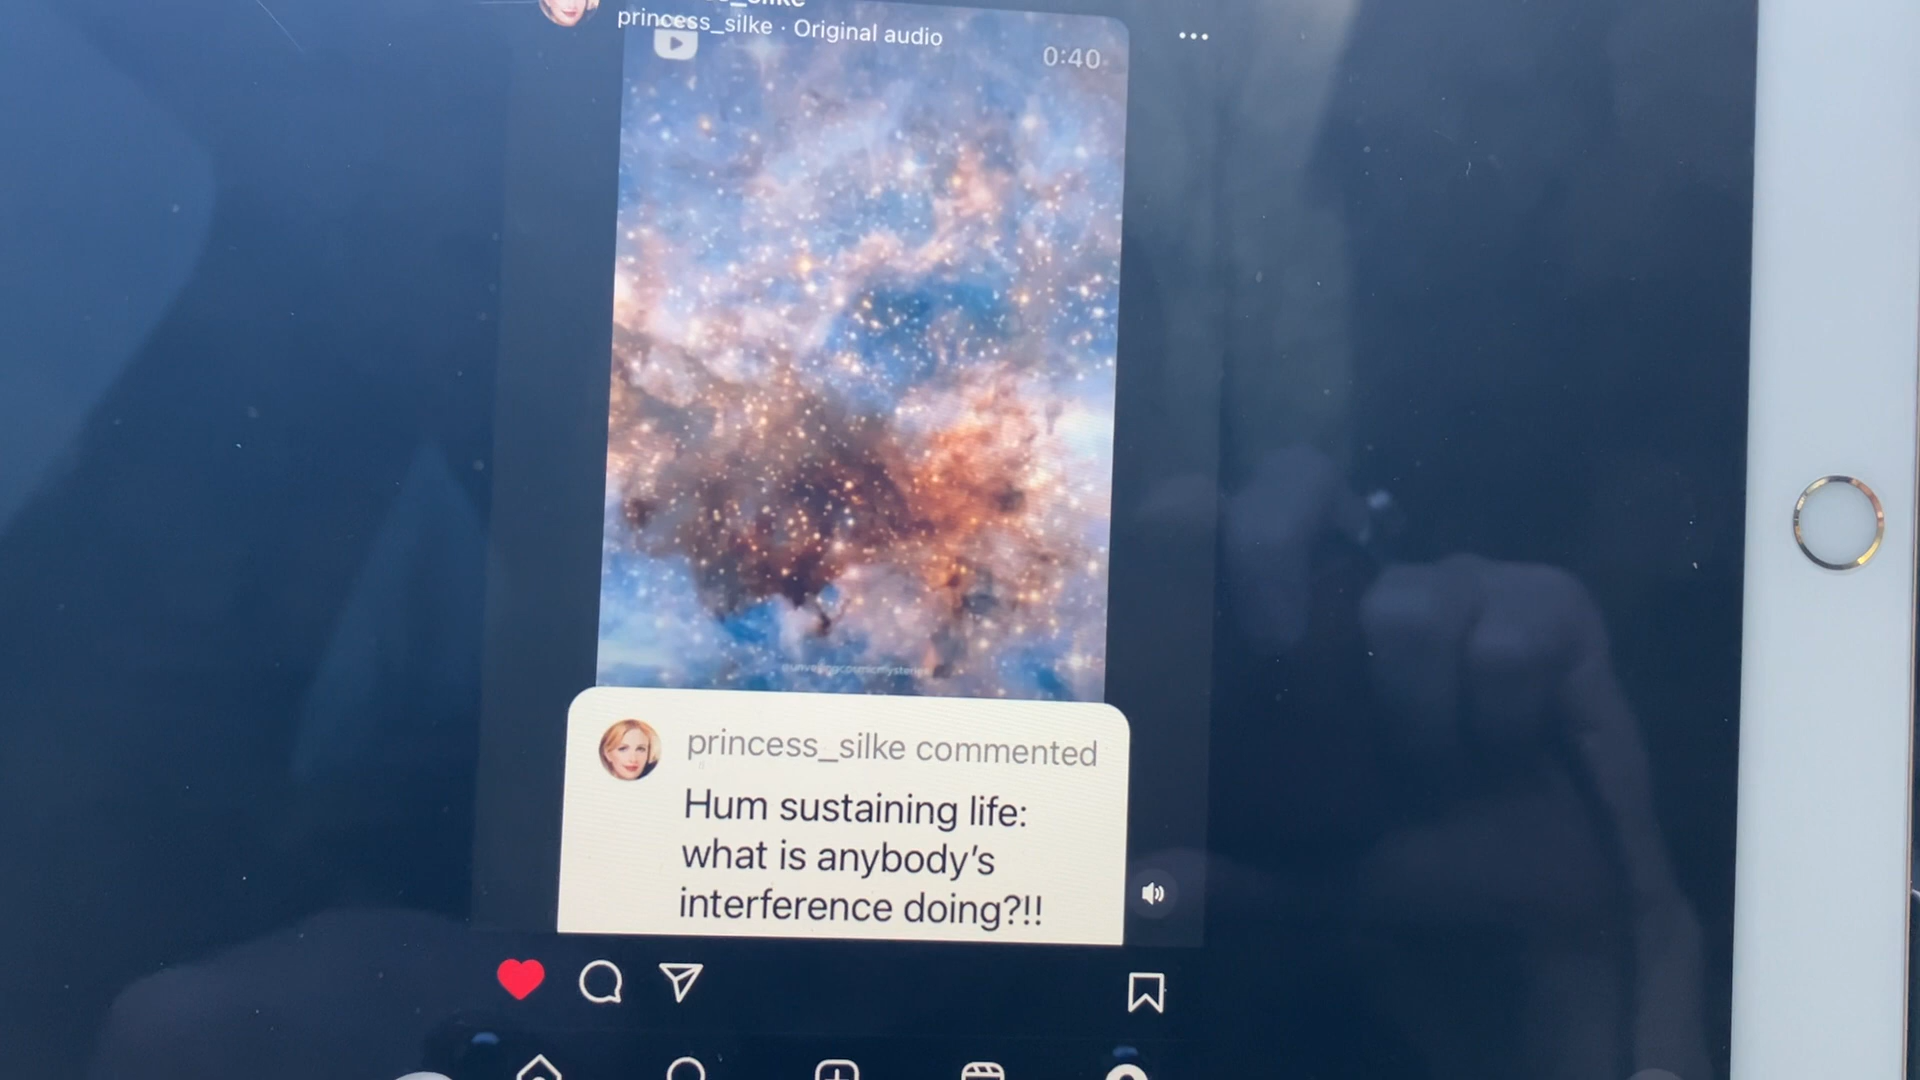 princess_silke · Original audio
0:40
princess_silke commented
Hum sustaining life:
what is anybody's
interference doing?!!